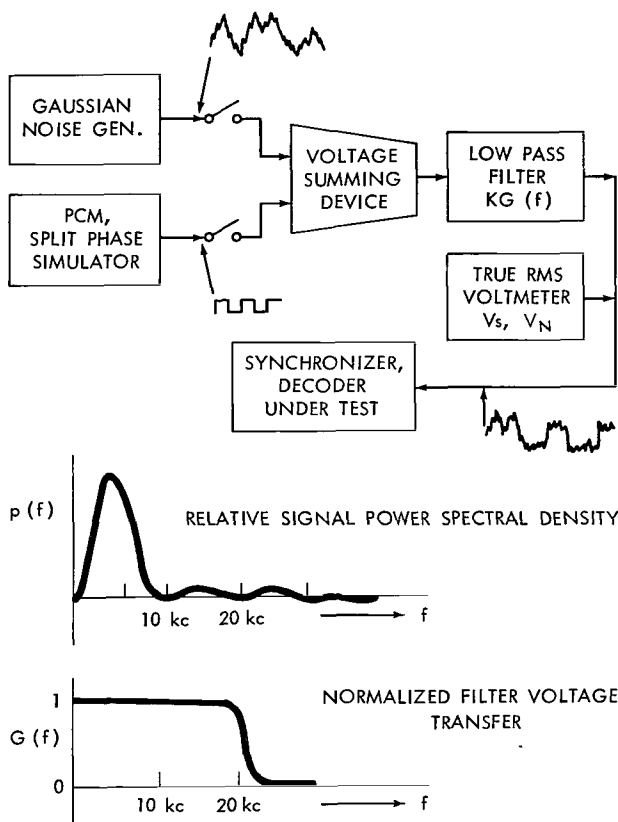 GAUSSIAN
NOISE GEN.
PCM,
SPLIT PHASE
SIMULATOR
VOLTAGE
SUMMING
DEVICE
LOW PASS
FILTER
KG (f)
TRUE RMS
VOLTMETER
Vs, VN
SYNCHRONIZER,
DECODER
UNDER TEST
p (f)
RELATIVE SIGNAL POWER SPECTRAL DENSITY
10 kc
20 kc
f
NORMALIZED FILTER VOLTAGE
TRANSFER
1
G (f)
0
10 kc
20 kc
f